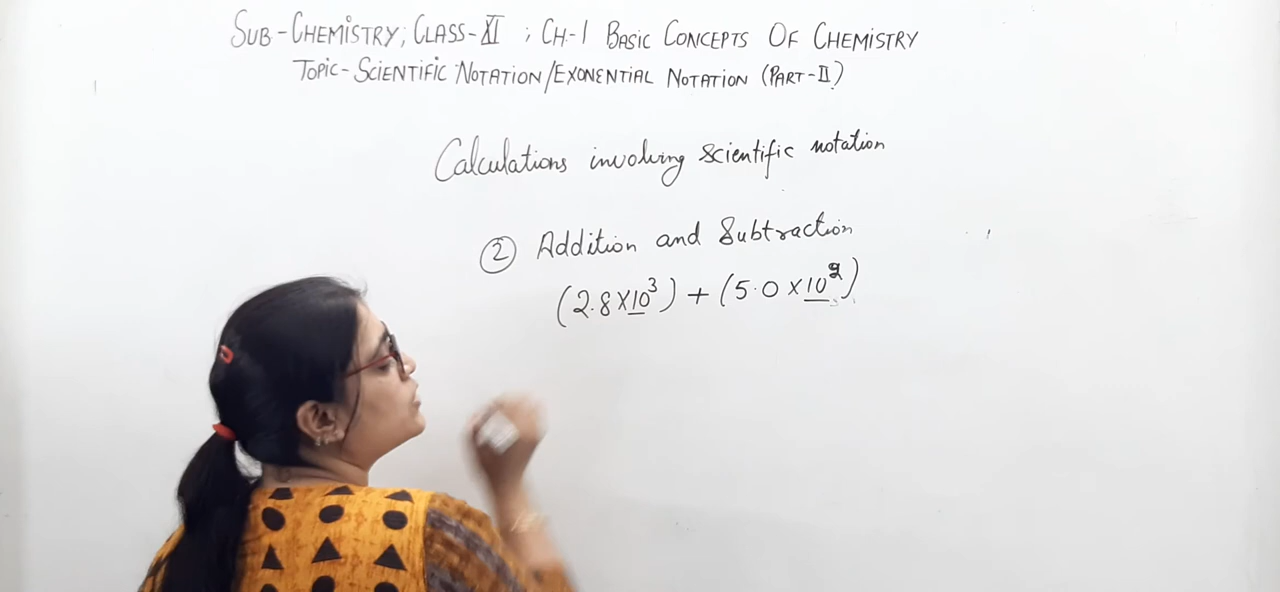 SUB-CHEMISTRY; CLASS-XI ; CH-1 BASIC CONCEPTS OF CHEMISTRY
TOPIC-SCIENTIFIC NOTATION/EXONENTIAL NOTATION (PART-II)
Calculations involving scientific notation
② Addition and Subtraction
(2.8×10³) + (5.0×10²)